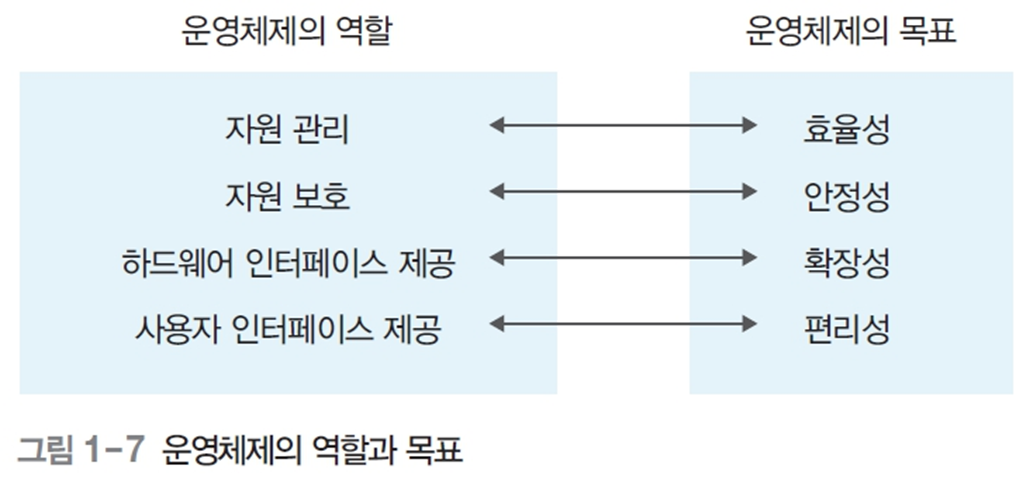 운영체제의 역할 운영체제의 목표
자원 관리 효율성
자원 보호 안정성
하드웨어 인터페이스 제공 확장성
사용자 인터페이스 제공 편리성
그림 1-7 운영체제의 역할과 목표